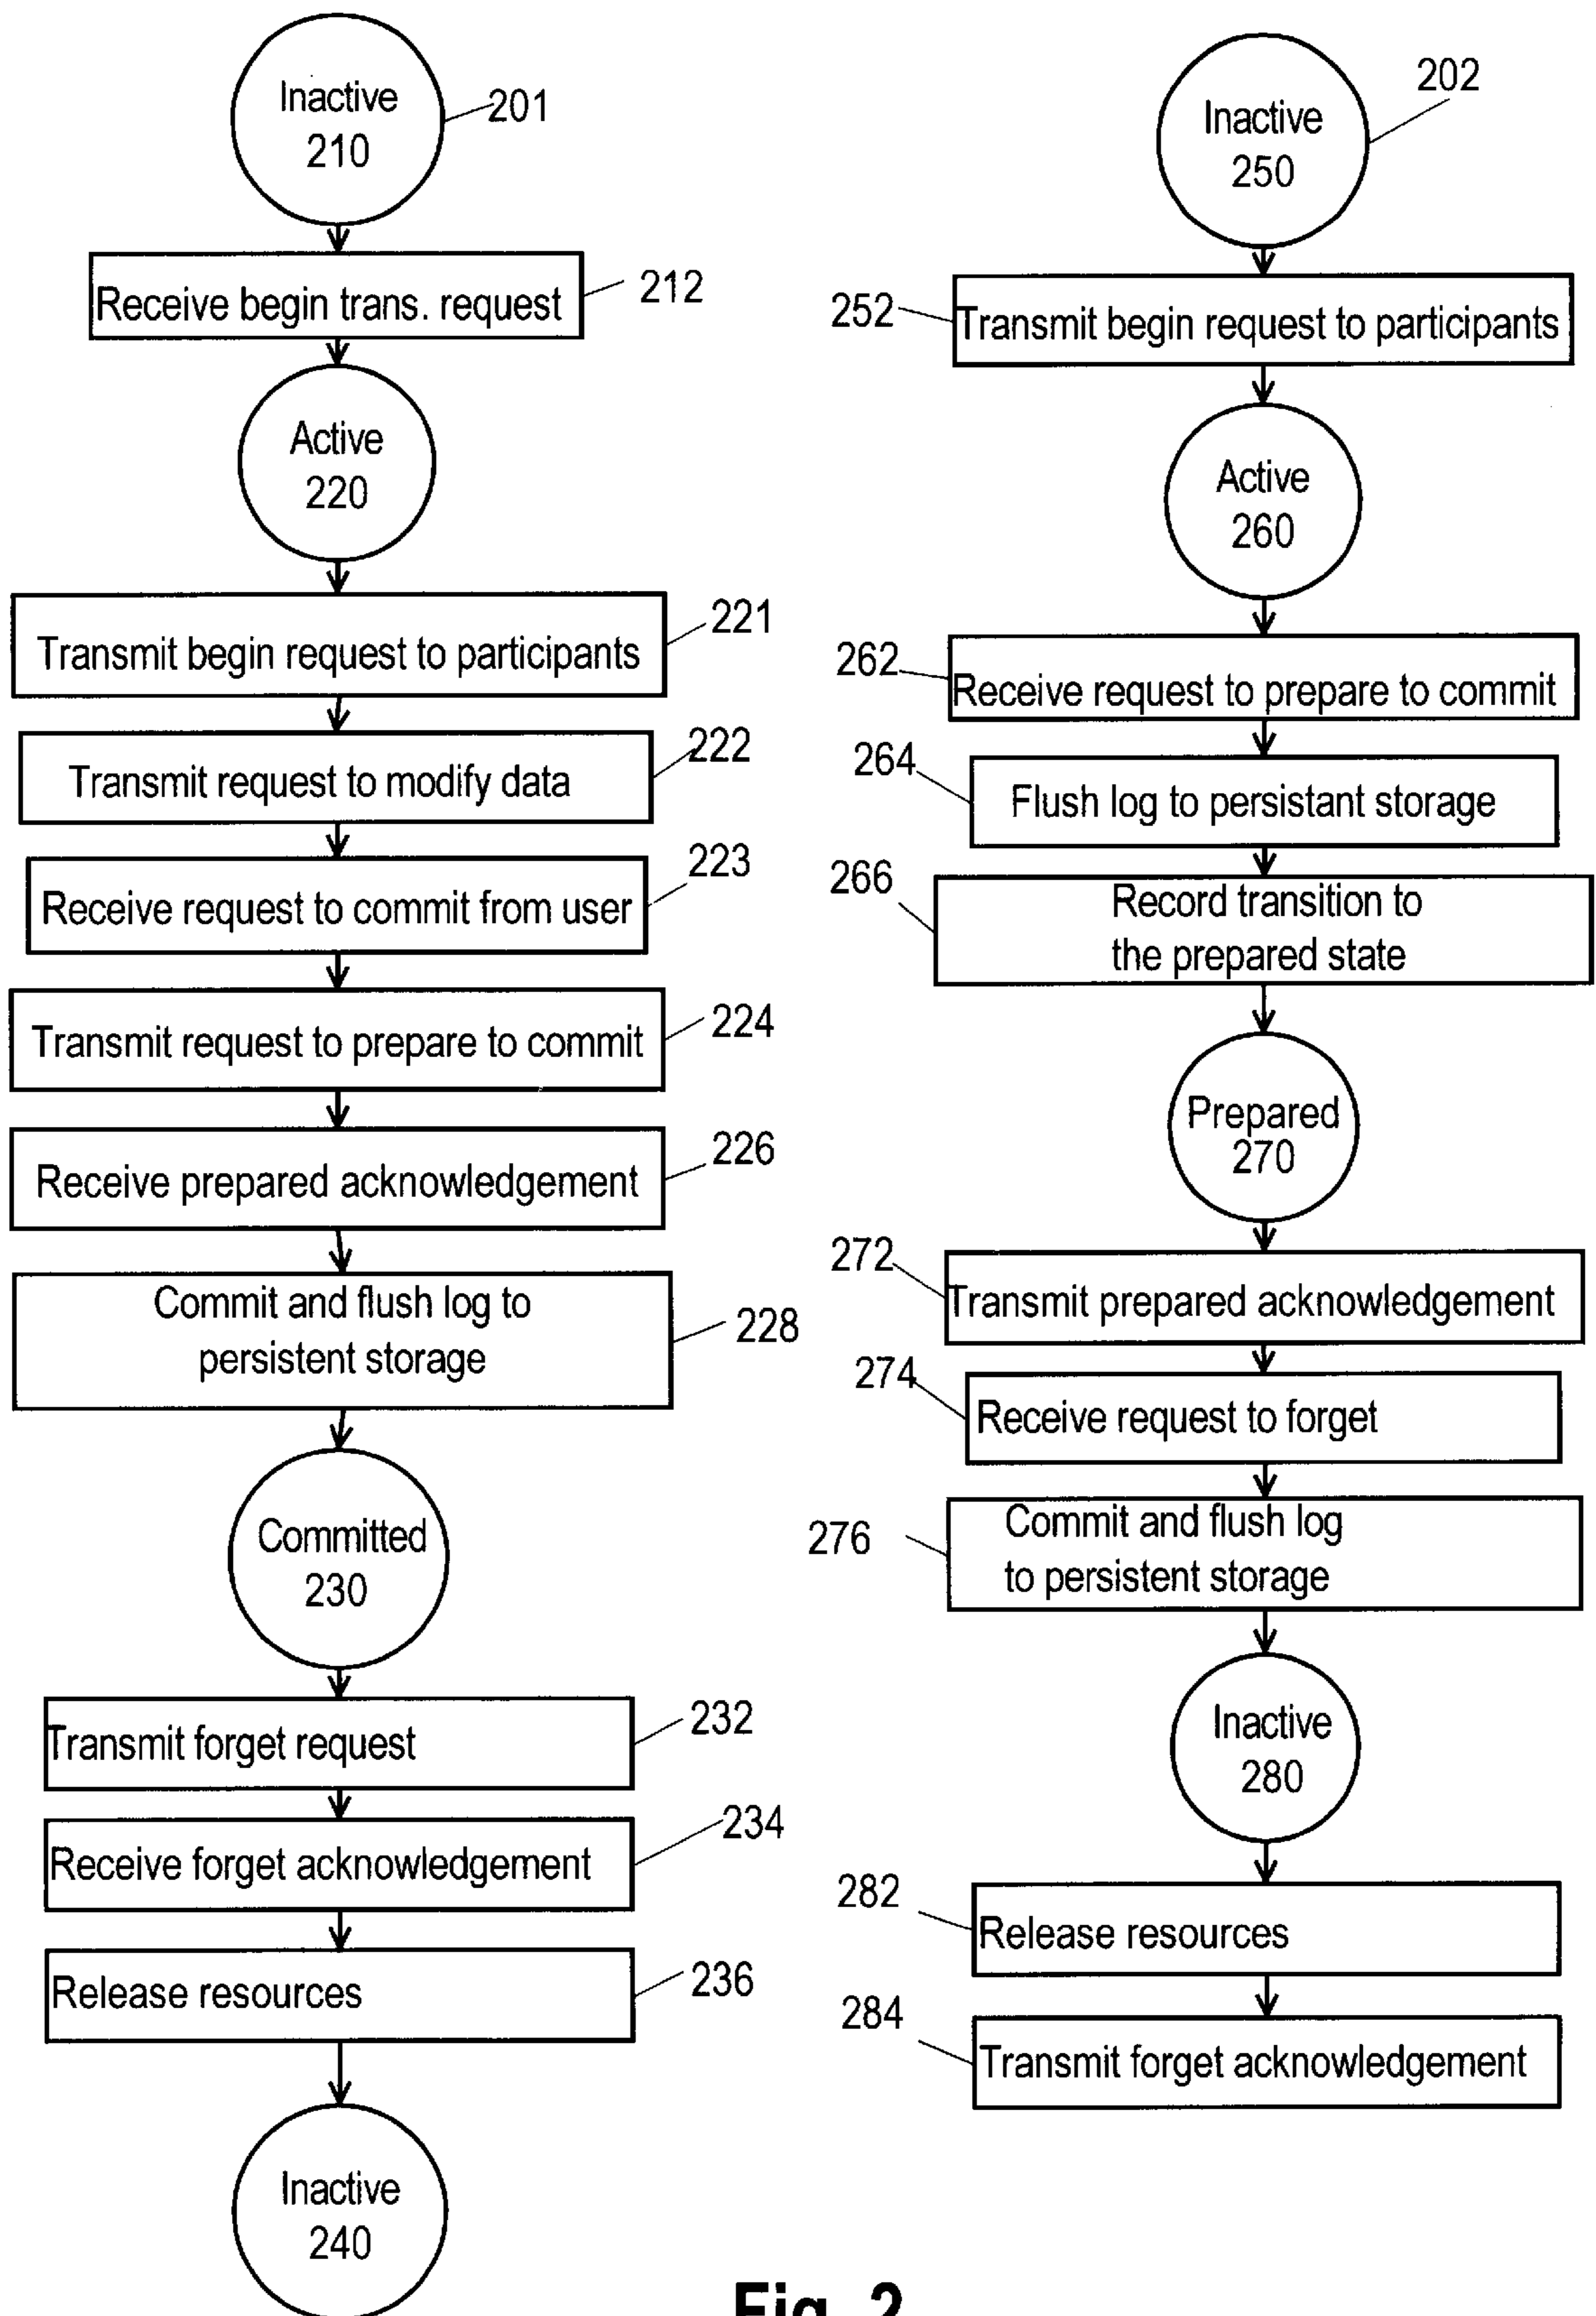 Inactive
210
201
Receive begin trans. request
212
Active
220
Transmit begin request to participants
221
Transmit request to modify data
222
Receive request to commit from user
223
Transmit request to prepare to commit
224
Receive prepared acknowledgement
226
Commit and flush log to
persistent storage
228
Committed
230
Transmit forget request
232
Receive forget acknowledgement
234
Release resources
236
Inactive
240
Inactive
250
202
252
Transmit begin request to participants
Active
260
262
Receive request to prepare to commit
264
Flush log to persistant storage
266
Record transition to
the prepared state
Prepared
270
272
Transmit prepared acknowledgement
274
Receive request to forget
276
Commit and flush log
to persistent storage
Inactive
280
282
Release resources
284
Transmit forget acknowledgement
Fig. 2